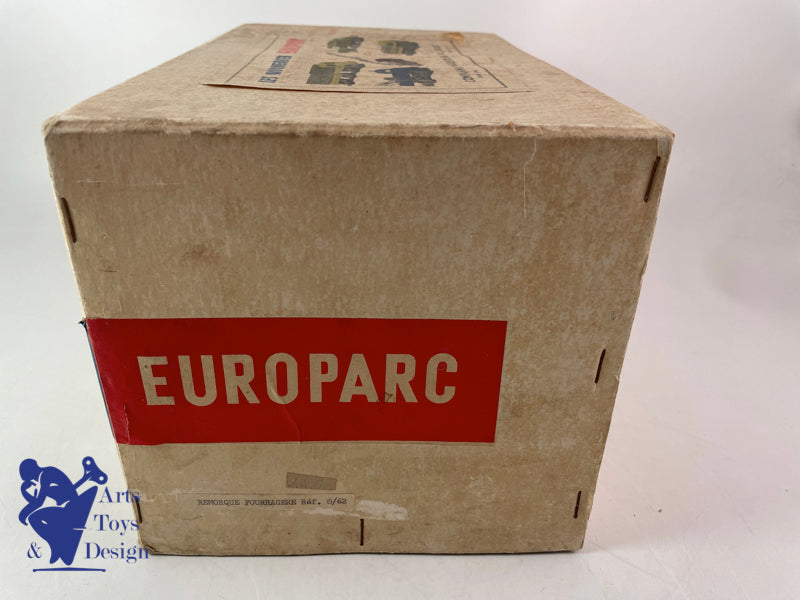 EUROPARC
REMORQUE FOURRAGERE Réf. 8/62
Arts
Toys
& Design